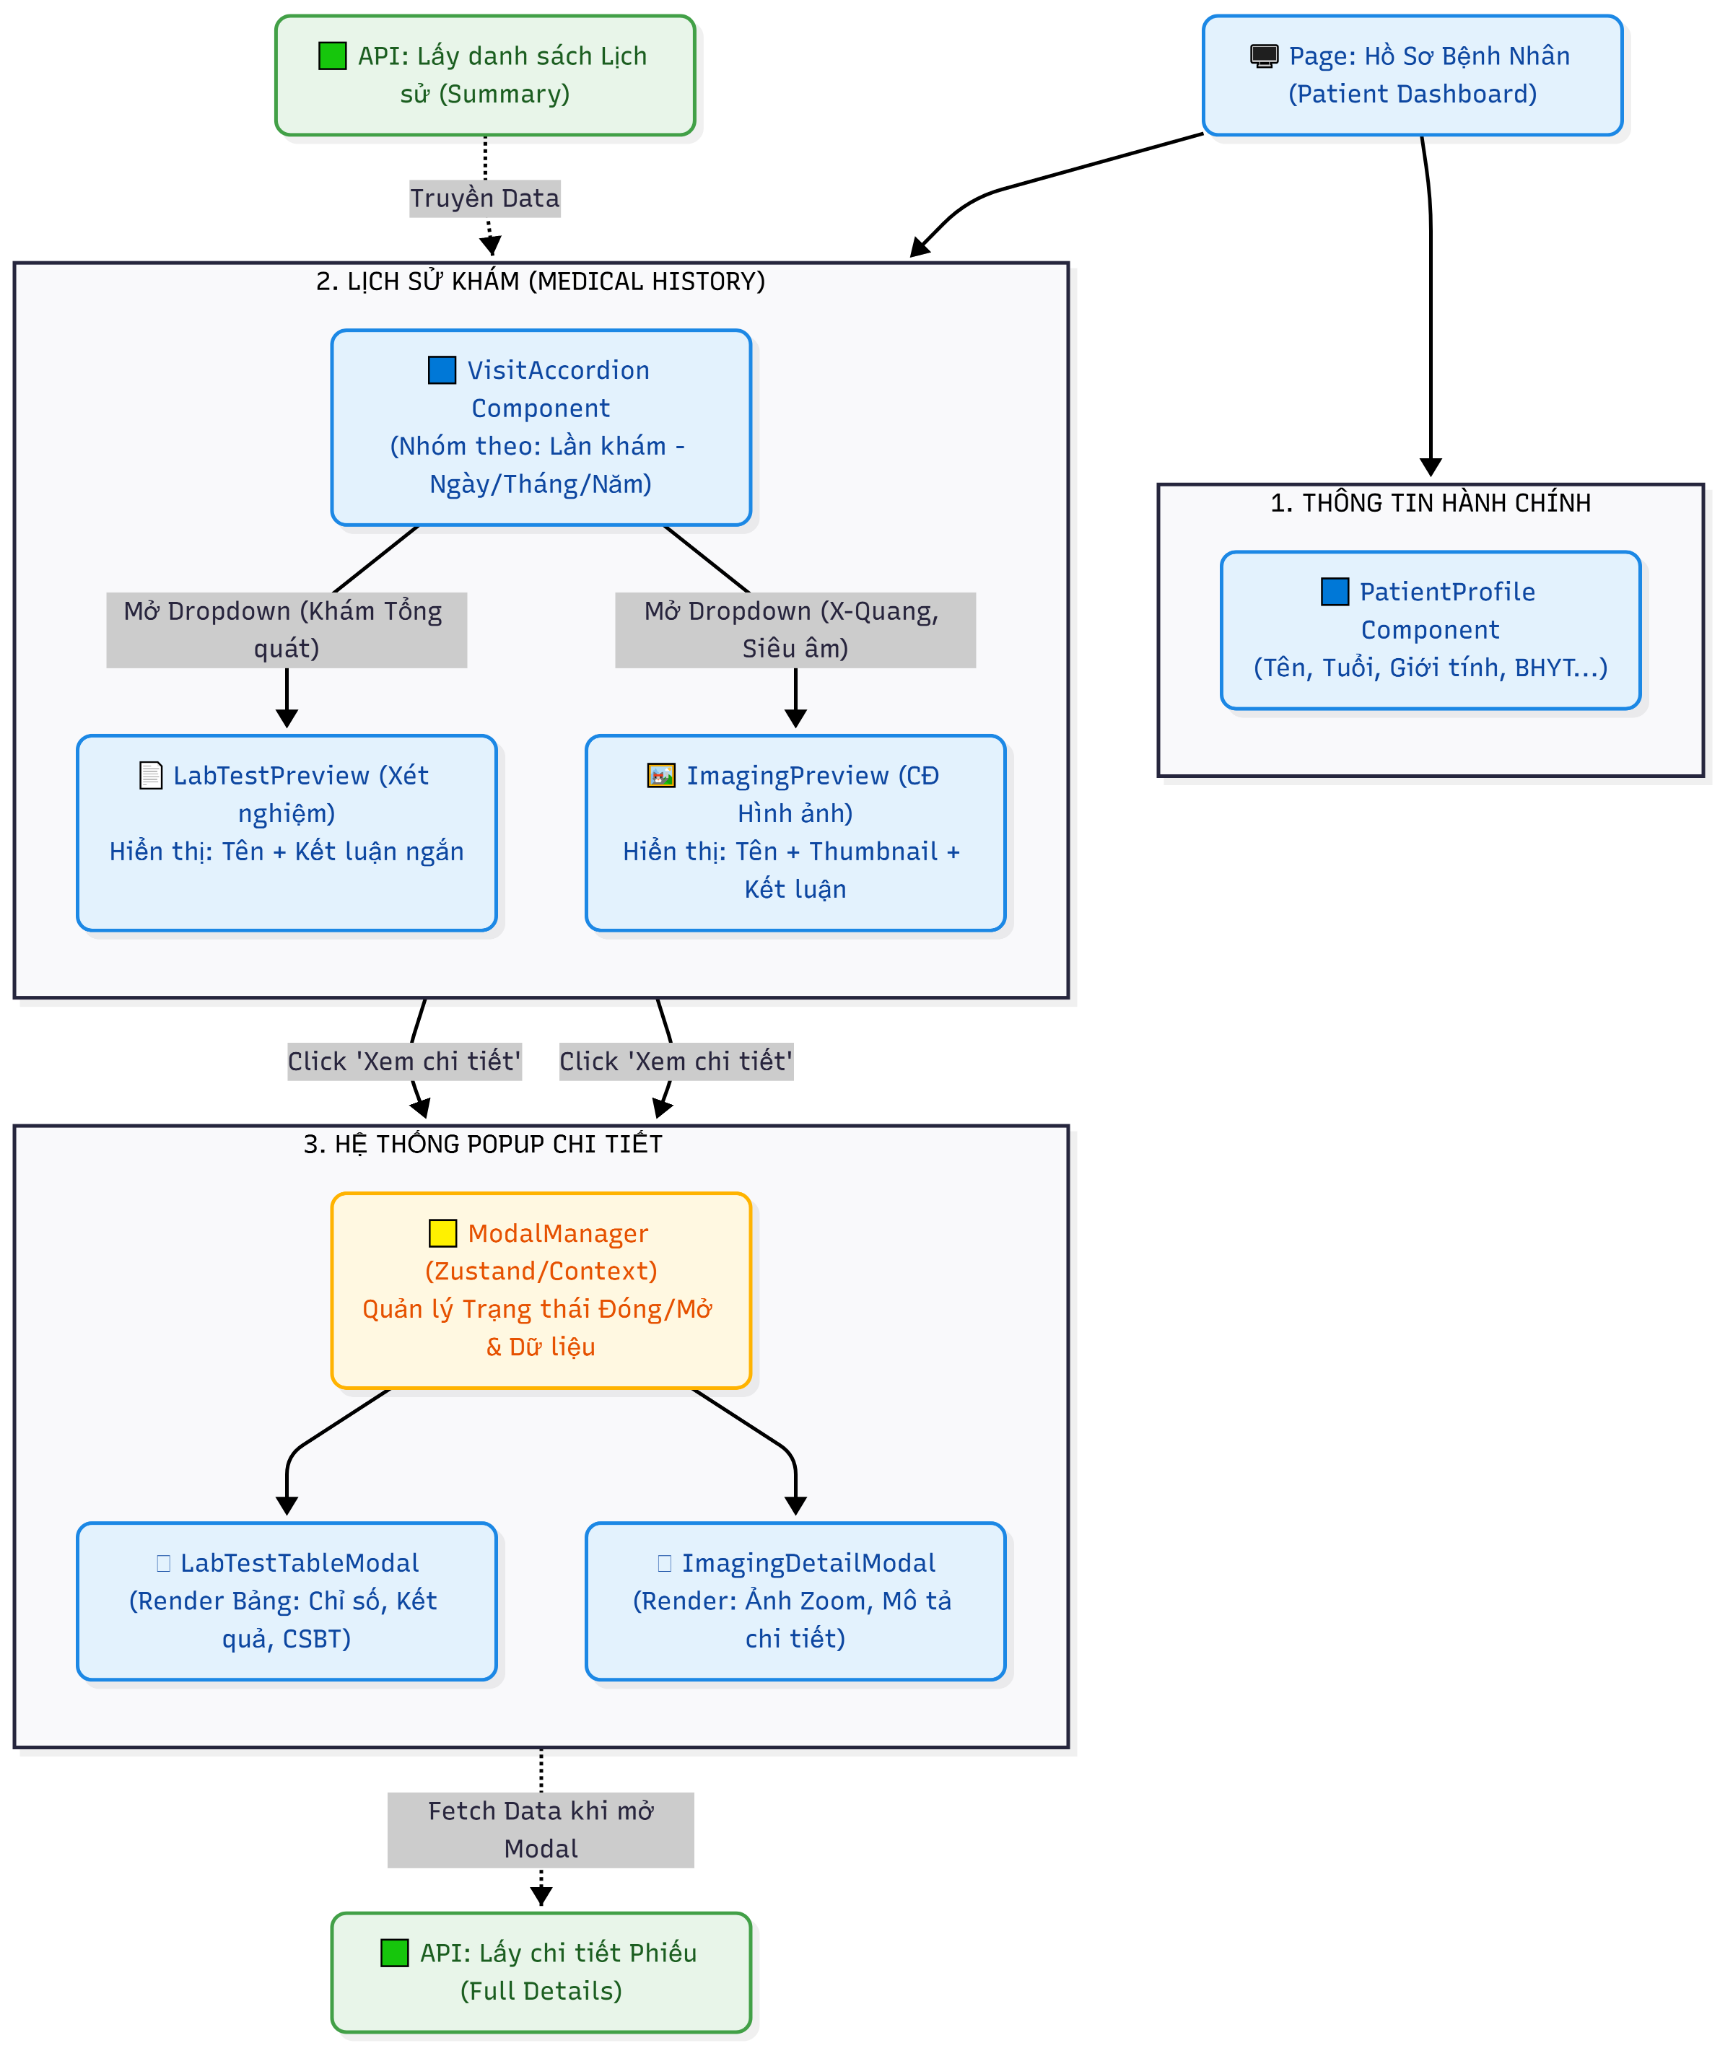 API: Lấy danh sách Lịch
sử (Summary)
Page: Hồ Sơ Bệnh Nhân
(Patient Dashboard)
Truyền Data
2. LỊCH SỬ KHÁM (MEDICAL HISTORY)
VisitAccordion
Component
(Nhóm theo: Lần khám -
Ngày/Tháng/Năm)
Mở Dropdown (Khám Tổng
quát)
Mở Dropdown (X-Quang,
Siêu âm)
LabTestPreview (Xét
nghiệm)
Hiển thị: Tên + Kết luận ngắn
ImagingPreview (CĐ
Hình ảnh)
Hiển thị: Tên + Thumbnail +
Kết luận
1. THÔNG TIN HÀNH CHÍNH
PatientProfile
Component
(Tên, Tuổi, Giới tính, BHYT...)
Click 'Xem chi tiết'
Click 'Xem chi tiết'
3. HỆ THỐNG POPUP CHI TIẾT
ModalManager
(Zustand/Context)
Quản lý Trạng thái Đóng/Mở
& Dữ liệu
LabTestTableModal
(Render Bảng: Chỉ số, Kết
quả, CSBT)
ImagingDetailModal
(Render: Ảnh Zoom, Mô tả
chi tiết)
Fetch Data khi mở
Modal
API: Lấy chi tiết Phiếu
(Full Details)